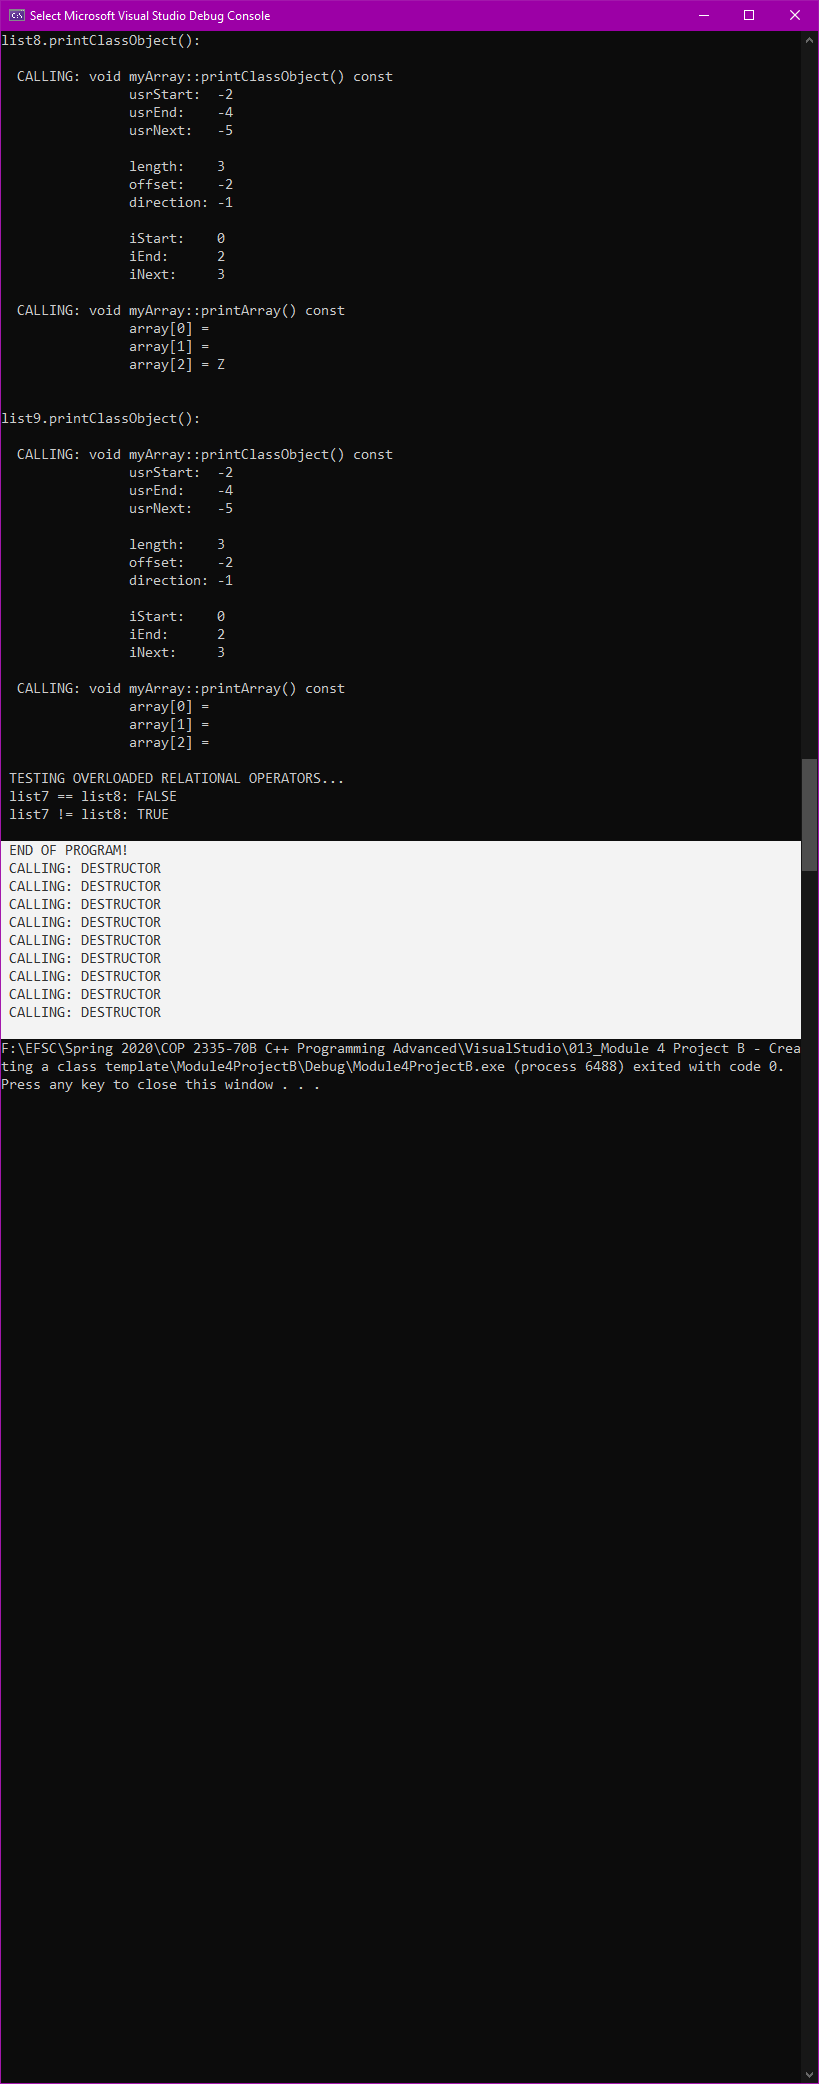 Select Microsoft Visual Studio Debug Console
list8.printClassObject():
CALLING: void myArray::printClassObject() const
usrStart: -2
usrEnd: -4
usrNext: -5
length: 3
offset: -2
direction: -1
iStart: 0
iEnd: 2
iNext: 3
CALLING: void myArray::printArray() const
array[0] =
array[1] =
array[2] = Z
list9.printClassObject():
CALLING: void myArray::printClassObject() const
usrStart: -2
usrEnd: -4
usrNext: -5
length: 3
offset: -2
direction: -1
iStart: 0
iEnd: 2
iNext: 3
CALLING: void myArray::printArray() const
array[0] =
array[1] =
array[2] =
TESTING OVERLOADED RELATIONAL OPERATORS...
list7 == list8: FALSE
list7 != list8: TRUE
END OF PROGRAM!
CALLING: DESTRUCTOR
CALLING: DESTRUCTOR
CALLING: DESTRUCTOR
CALLING: DESTRUCTOR
CALLING: DESTRUCTOR
CALLING: DESTRUCTOR
CALLING: DESTRUCTOR
CALLING: DESTRUCTOR
CALLING: DESTRUCTOR
F:\EFSC\Spring 2020\COP 2335-70B C++ Programming Advanced\VisualStudio\013_Module 4 Project B - Crea
ting a class template\Module4ProjectB\Debug\Module4ProjectB.exe (process 6488) exited with code 0.
Press any key to close this window . . .